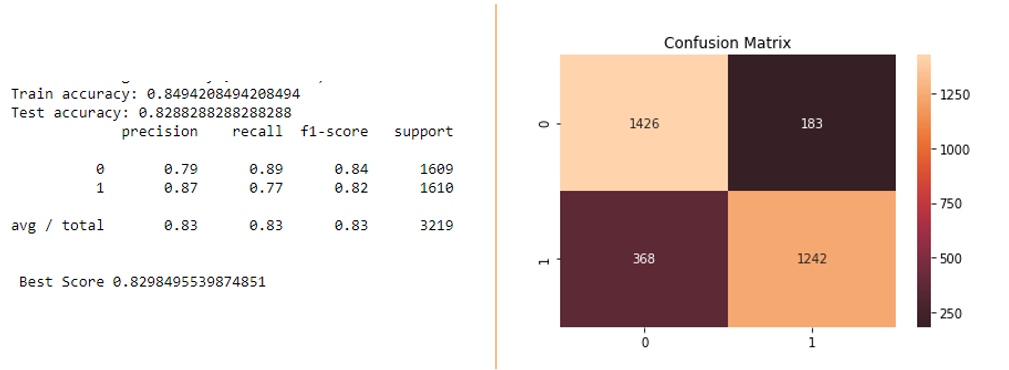 Train accuracy: 0.8494208494208494
Test accuracy: 0.8288288288288288
precision recall f1-score support
0 0.79 0.89 0.84 1609
1 0.87 0.77 0.82 1610
avg / total 0.83 0.83 0.83 3219
Best Score 0.8298495539874851
Confusion Matrix
0 1426 183
1 368 1242
0 1
1250
1000
750
500
250